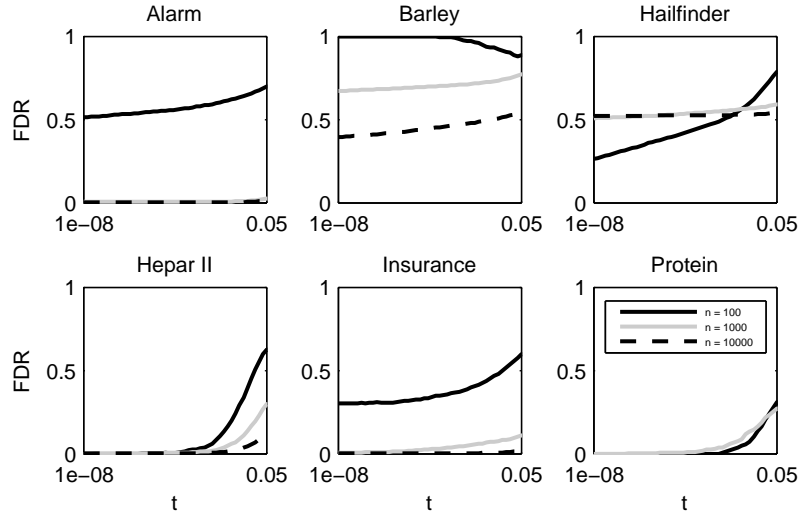 Alarm
Barley
Hailfinder
FDR
1
0.5
0
1e−08
0.05
1
0.5
0
1e−08
0.05
1
0.5
0
1e−08
0.05
Hepar II
Insurance
Protein
FDR
1
0.5
0
1e−08
0.05
t
1
0.5
0
1e−08
0.05
t
1
0.5
0
1e−08
0.05
t
n = 100
n = 1000
n = 10000